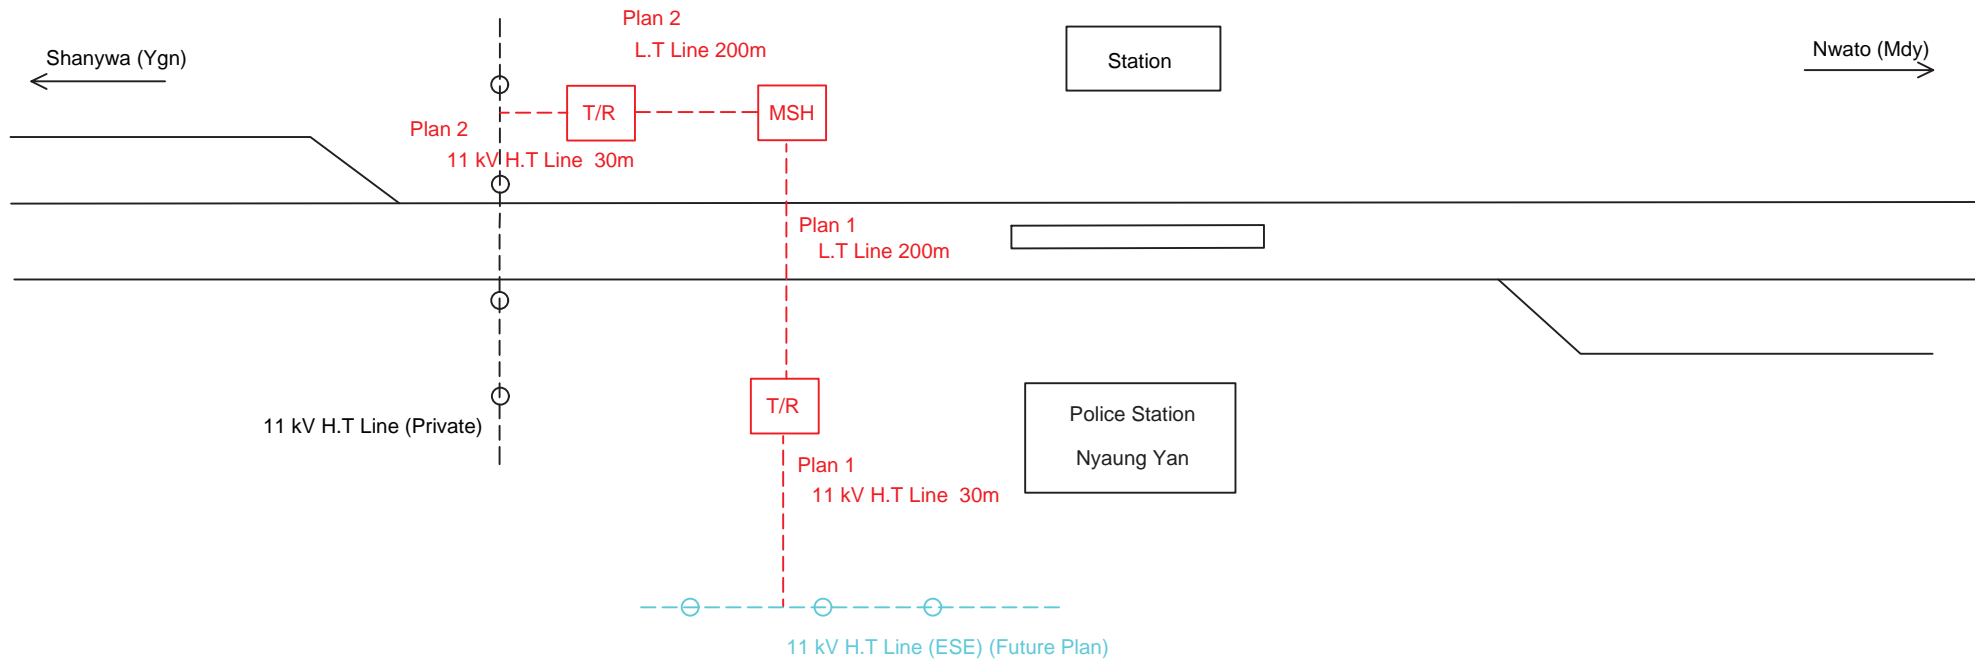 Plan 2
L.T Line 200m
Shanywa (Ygn)
Station
Nwato (Mdy)
T/R
MSH
Plan 2
11 kV H.T Line 30m
Plan 1
L.T Line 200m
T/R
Police Station
Nyaung Yan
11 kV H.T Line (Private)
Plan 1
11 kV H.T Line 30m
11 kV H.T Line (ESE) (Future Plan)